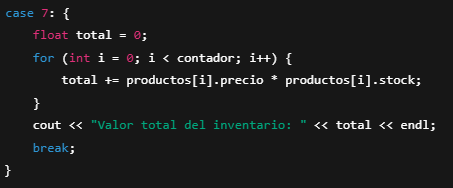 case 7: {
    float total = 0;
    for (int i = 0; i < contador; i++) {
        total += productos[i].precio * productos[i].stock;
    }
    cout << "Valor total del inventario: " << total << endl;
    break;
}